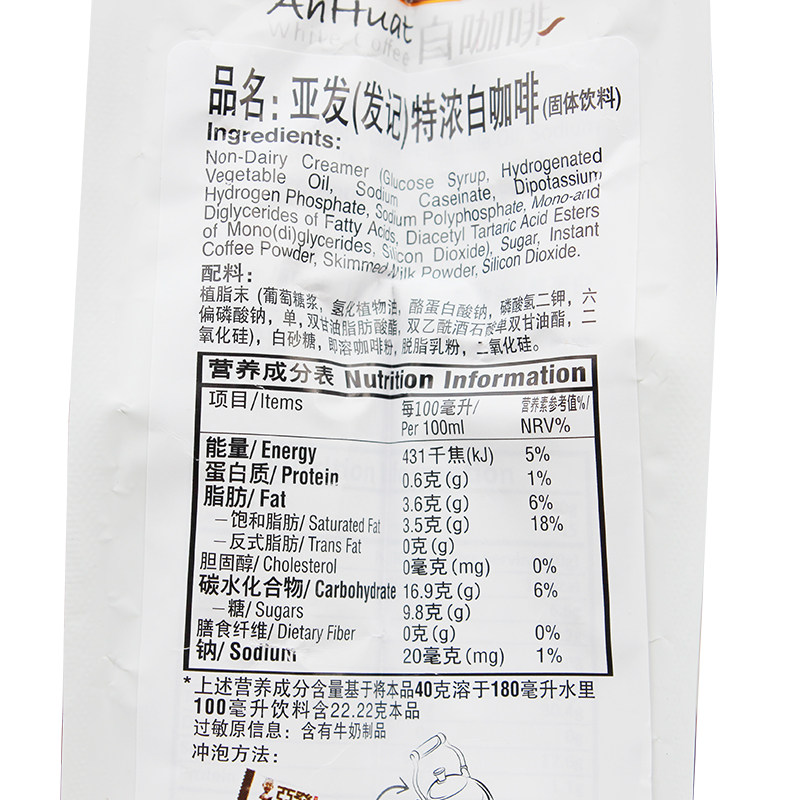 AhHuat
White Coffee 白咖啡
品名：亚发(发记)特浓白咖啡(固体饮料)
Ingredients:
Non-Dairy Creamer (Glucose Syrup, Hydrogenated
Vegetable Oil, Sodium Caseinate, Dipotassium
Hydrogen Phosphate, Sodium Polyphosphate, Mono-and
Diglycerides of Fatty Acids, Diacetyl Tartaric Acid Esters
of Mono(di)glycerides, Silicon Dioxide), Sugar, Instant
Coffee Powder, Skimmed Milk Powder, Silicon Dioxide.
配料：
植脂末 (葡萄糖浆，氢化植物油，酪蛋白酸钠，磷酸氢二钾，六
偏磷酸钠，单，双甘油脂肪酸酯，双乙酰酒石酸单双甘油酯，二
氧化硅)，白砂糖，即溶咖啡粉，脱脂乳粉，二氧化硅。
营养成分表 Nutrition Information
项目/Items 每100毫升/ Per 100ml 营养素参考值%/ NRV%
能量/ Energy 431千焦(kJ) 5%
蛋白质/ Protein 0.6克(g) 1%
脂肪/ Fat 3.6克(g) 6%
－饱和脂肪/ Saturated Fat 3.5克(g) 18%
－反式脂肪/ Trans Fat 0克(g)
胆固醇/ Cholesterol 0毫克(mg) 0%
碳水化合物/ Carbohydrate 16.9克(g) 6%
－糖/ Sugars 9.8克(g)
膳食纤维/ Dietary Fiber 0克(g) 0%
钠/ Sodium 20毫克(mg) 1%
*上述营养成分含量基于将本品40克溶于180毫升水里
100毫升饮料含22.22克本品
过敏原信息：含有牛奶制品
冲泡方法：
亞發